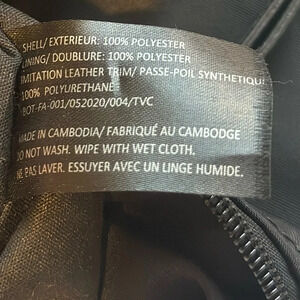 SHELL/ EXTERIEUR: 100% POLYESTER
LINING/ DOUBLURE: 100% POLYESTER
IMITATION LEATHER TRIM/ PASSE-POIL SYNTHETIQU
100% POLYURETHANE
BOT-FA-001/052020/004/TVC
MADE IN CAMBODIA/ FABRIQUÉ AU CAMBODGE
DO NOT WASH. WIPE WITH WET CLOTH.
NE PAS LAVER. ESSUYER AVEC UN LINGE HUMIDE.